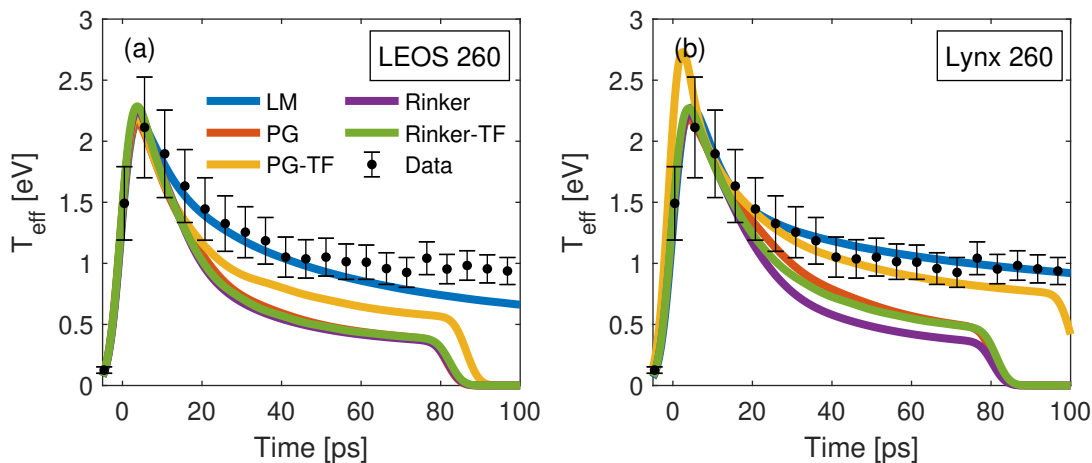 (a) LEOS 260
LM Rinker
PG Rinker-TF
PG-TF Data
T_eff [eV]
3
2.5
2
1.5
1
0.5
0
0 20 40 60 80 100
Time [ps]
(b) Lynx 260
T_eff [eV]
3
2.5
2
1.5
1
0.5
0
0 20 40 60 80 100
Time [ps]